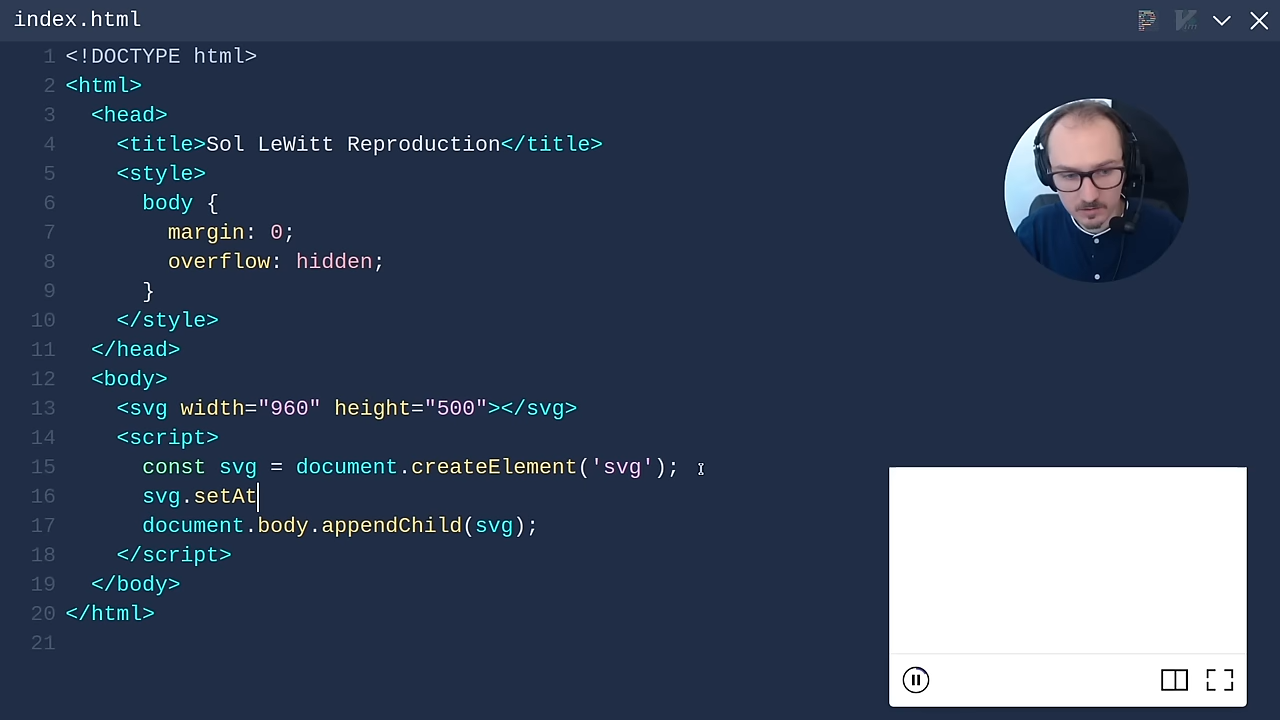 index.html
1 <!DOCTYPE html>
2 <html>
3   <head>
4     <title>Sol LeWitt Reproduction</title>
5     <style>
6       body {
7         margin: 0;
8         overflow: hidden;
9       }
10     </style>
11   </head>
12   <body>
13     <svg width="960" height="500"></svg>
14     <script>
15       const svg = document.createElement('svg');
16       svg.setAt
17       document.body.appendChild(svg);
18     </script>
19   </body>
20 </html>
21